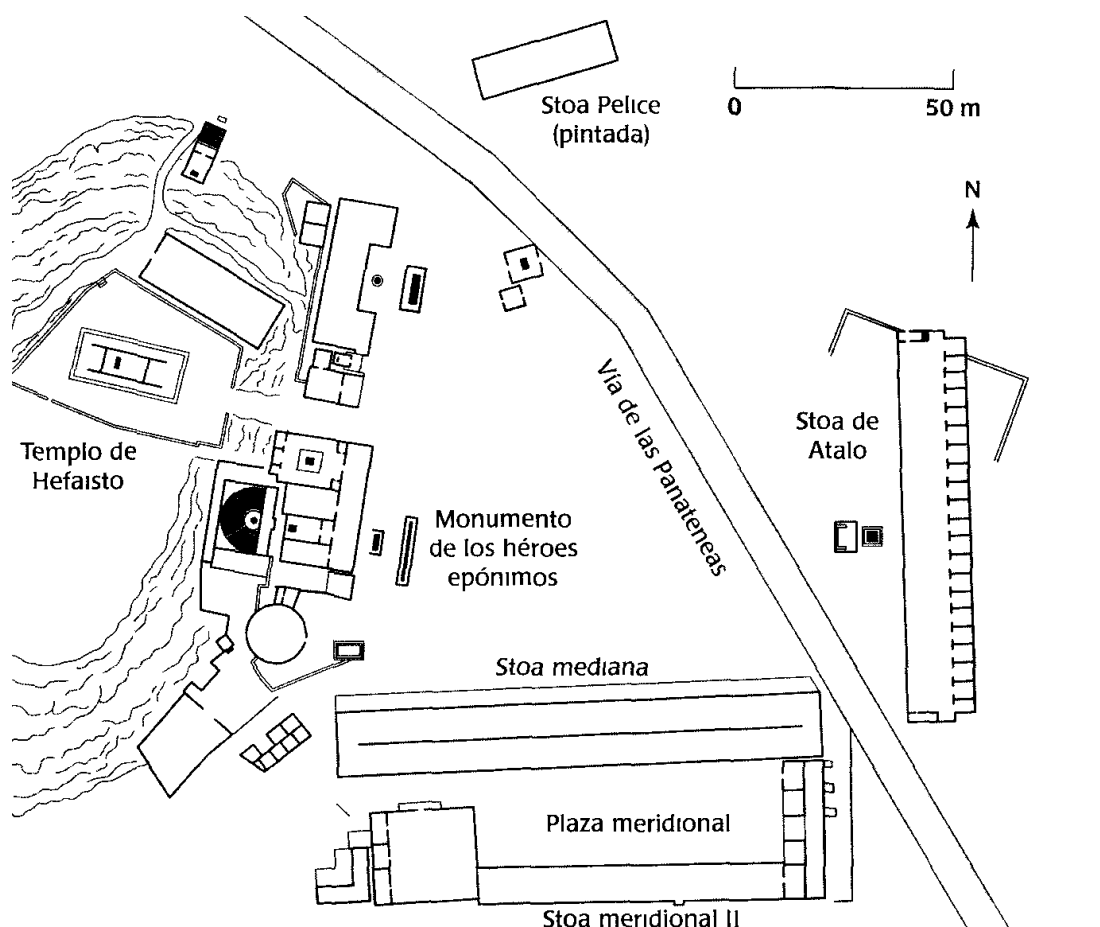 Stoa Pelice
(pintada)
0 50 m
N
Stoa de
Atalo
Vía de las Panateneas
Templo de
Hefaisto
Monumento
de los héroes
epónimos
Stoa mediana
Plaza meridional
Stoa meridional II